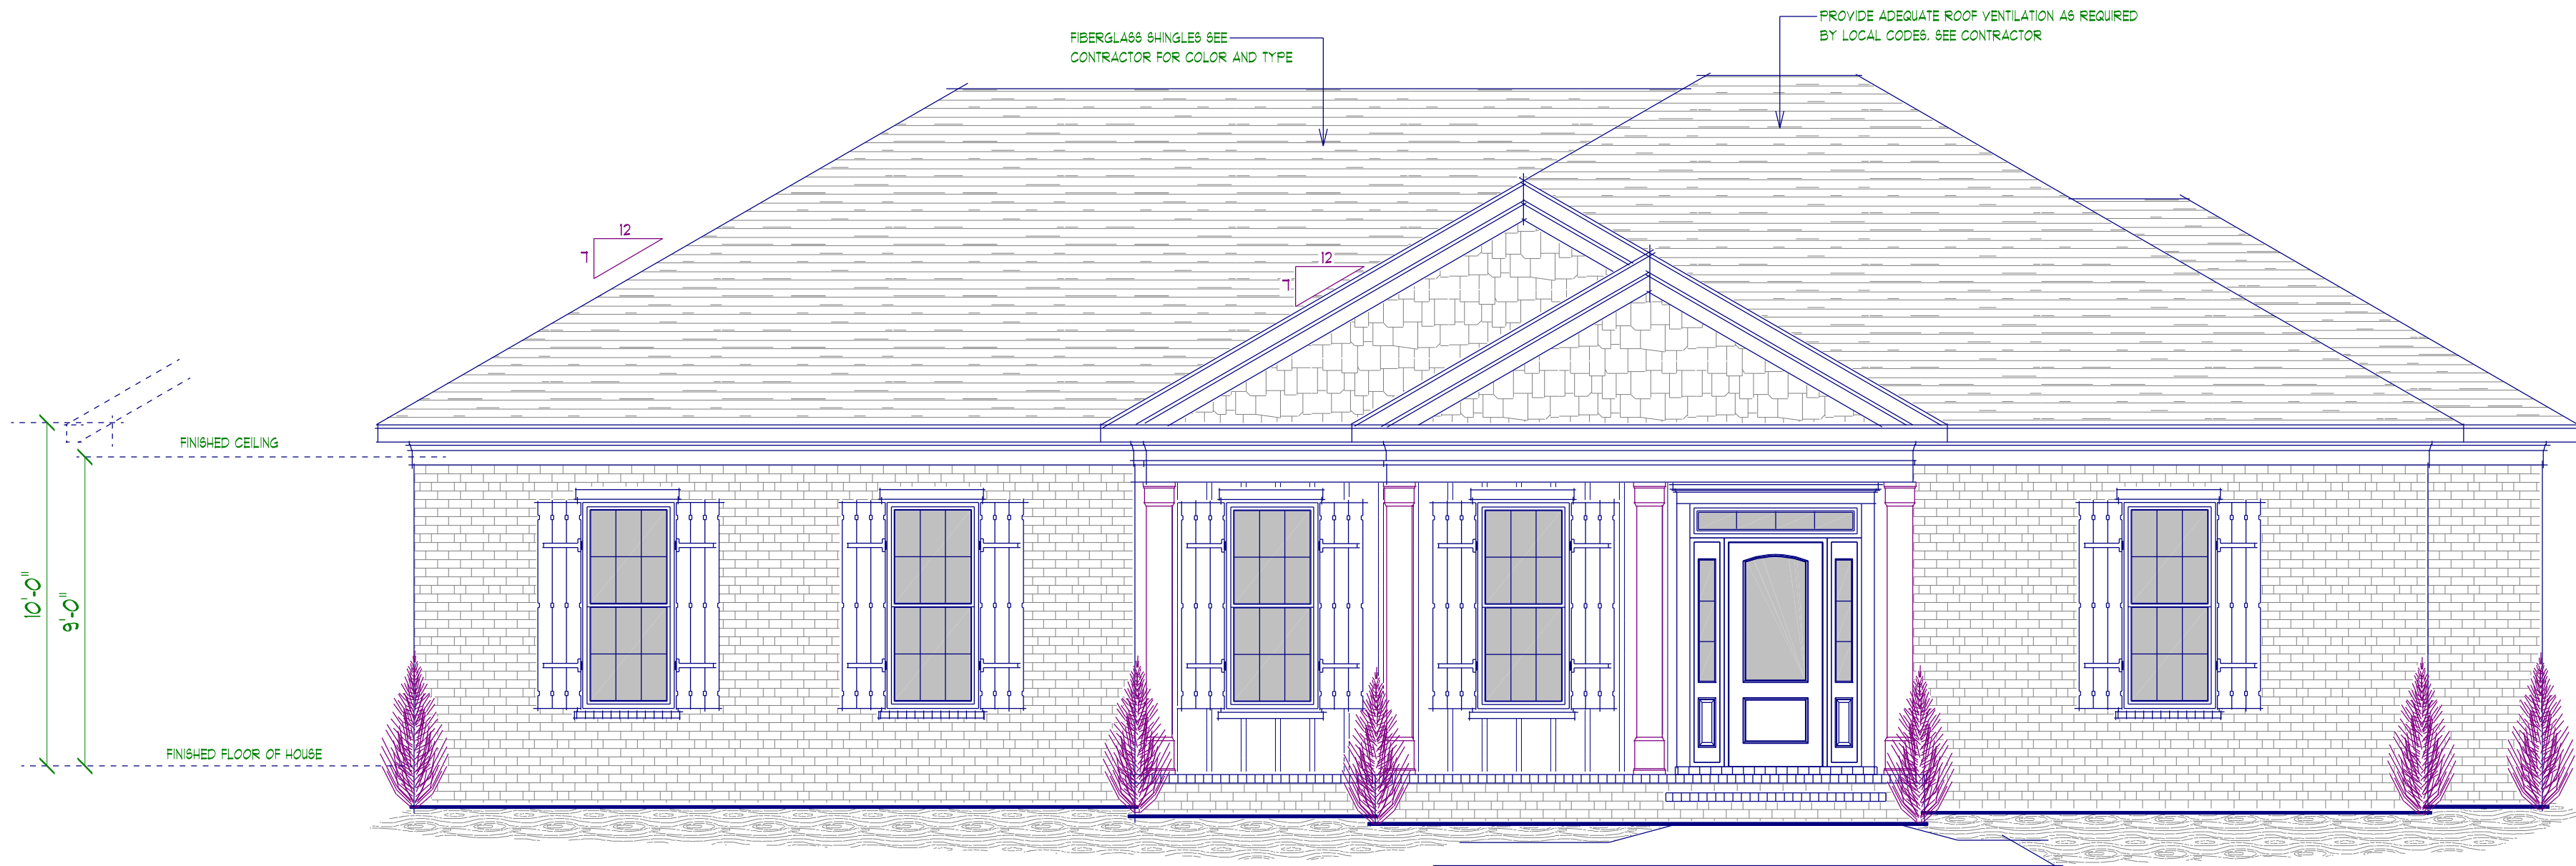 PROVIDE ADEQUATE ROOF VENTILATION AS REQUIRED
BY LOCAL CODES. SEE CONTRACTOR
FIBERGLASS SHINGLES SEE
CONTRACTOR FOR COLOR AND TYPE
12
7
12
7
FINISHED CEILING
10'-0"
9'-0"
FINISHED FLOOR OF HOUSE